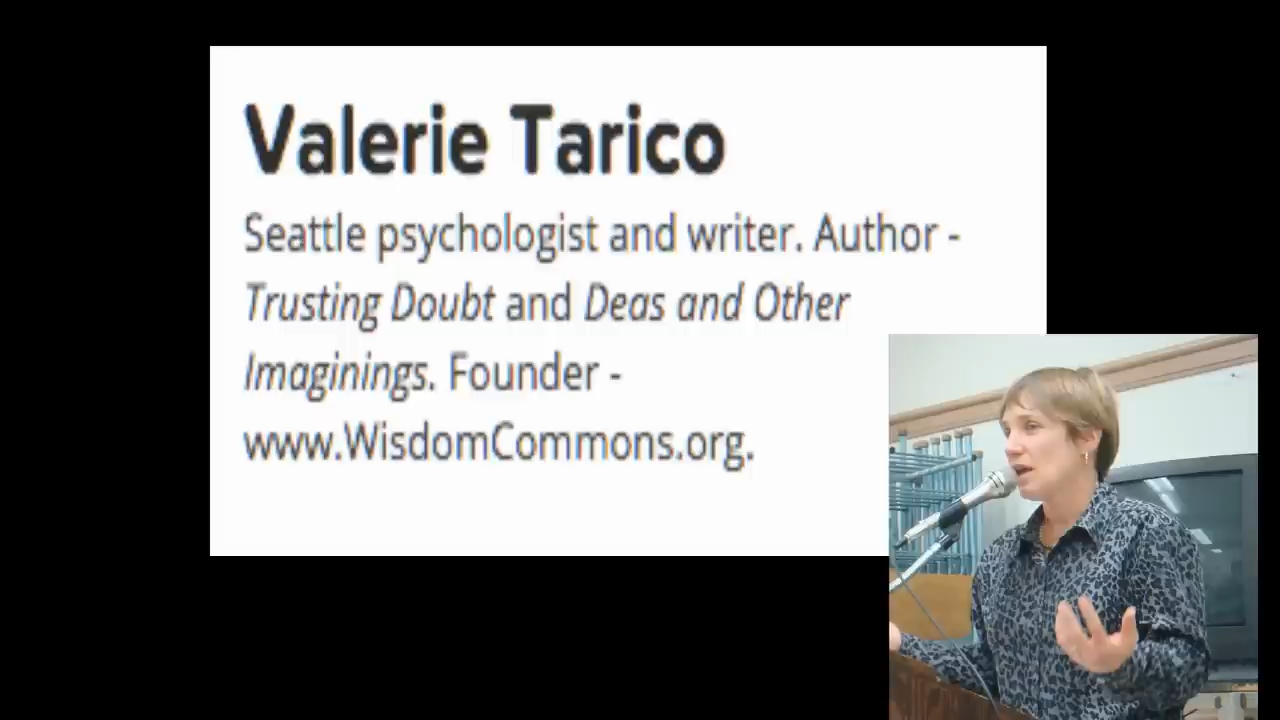 Valerie Tarico
Seattle psychologist and writer. Author -
Trusting Doubt and Deas and Other
Imaginings. Founder -
www.WisdomCommons.org.